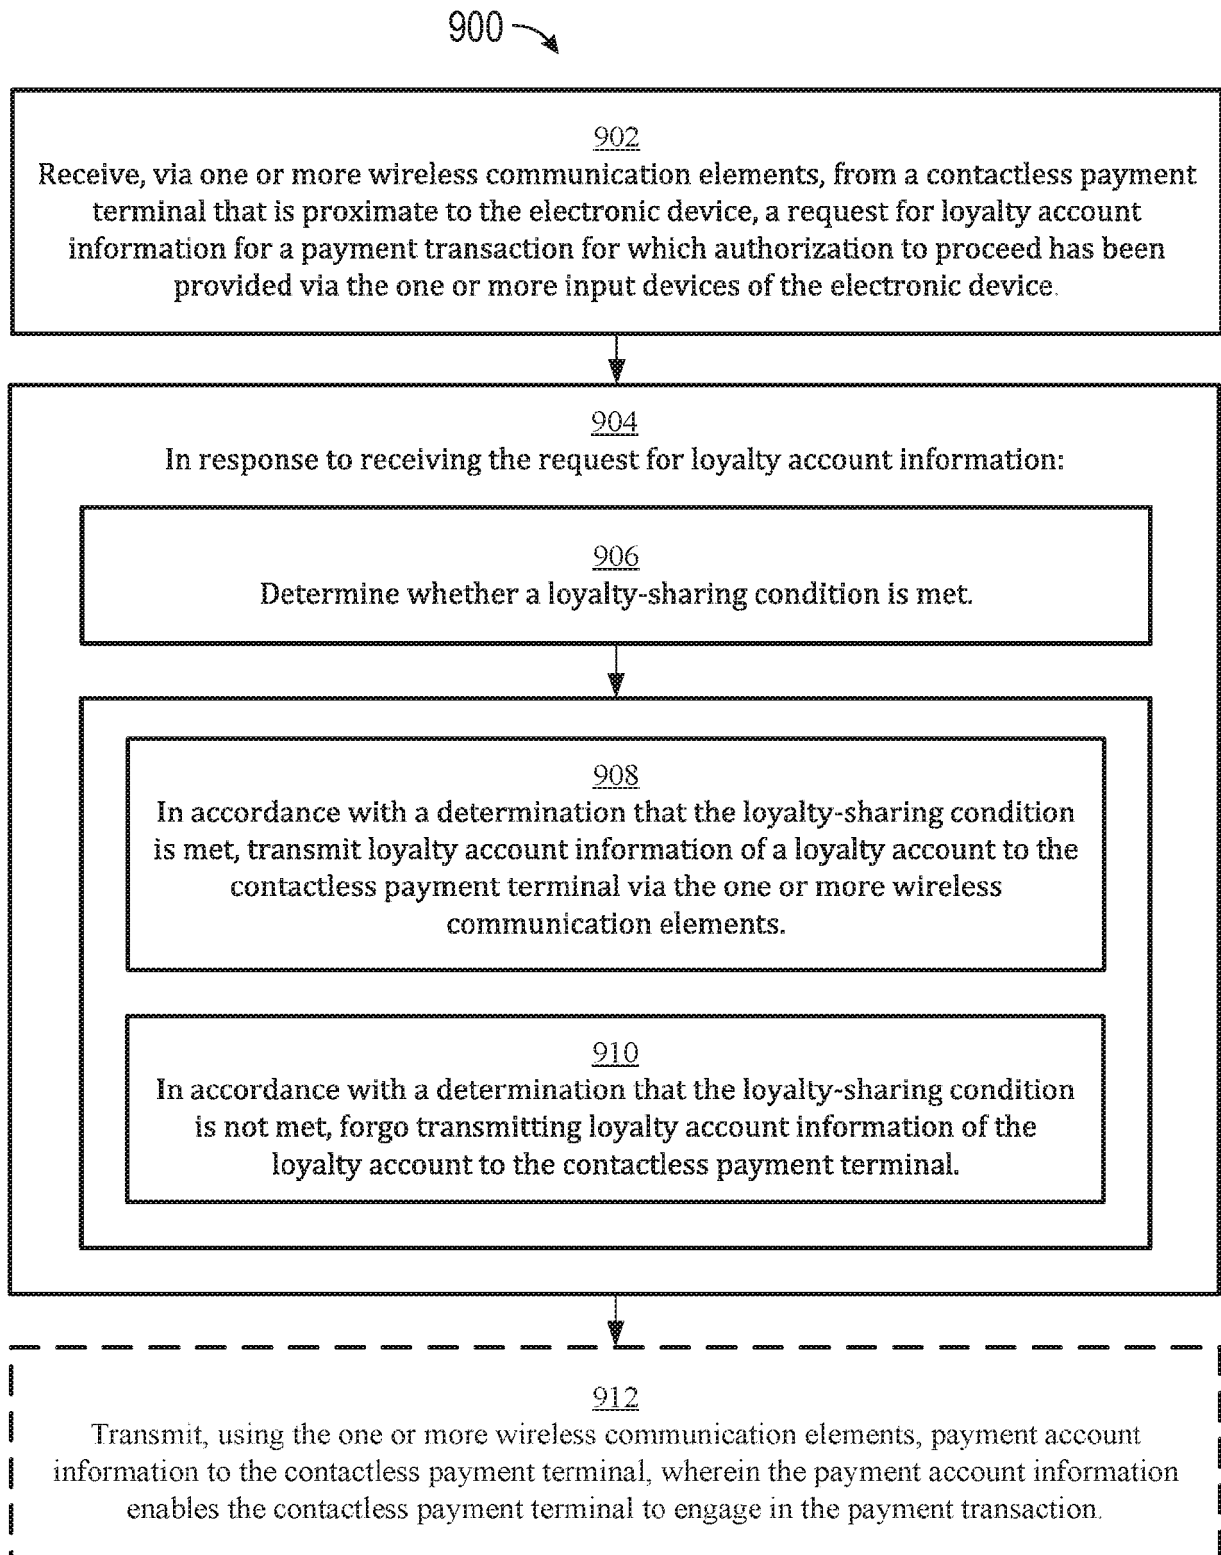 900
902
Receive, via one or more wireless communication elements, from a contactless payment
terminal that is proximate to the electronic device, a request for loyalty account
information for a payment transaction for which authorization to proceed has been
provided via the one or more input devices of the electronic device.
904
In response to receiving the request for loyalty account information:
906
Determine whether a loyalty-sharing condition is met.
908
In accordance with a determination that the loyalty-sharing condition
is met, transmit loyalty account information of a loyalty account to the
contactless payment terminal via the one or more wireless
communication elements.
910
In accordance with a determination that the loyalty-sharing condition
is not met, forgo transmitting loyalty account information of the
loyalty account to the contactless payment terminal.
912
Transmit, using the one or more wireless communication elements, payment account
information to the contactless payment terminal, wherein the payment account information
enables the contactless payment terminal to engage in the payment transaction.